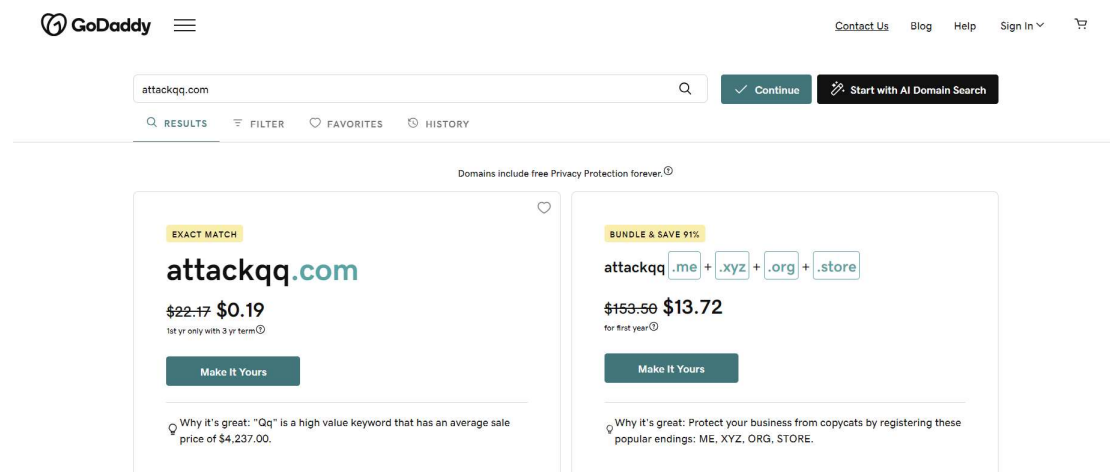 GoDaddy
Contact Us Blog Help Sign In
attackqq.com
Continue
Start with AI Domain Search
RESULTS FILTER FAVORITES HISTORY
Domains include free Privacy Protection forever.
EXACT MATCH
attackqq.com
$22.17 $0.19
1st yr only with 3 yr term
Make It Yours
Why it's great: "Qq" is a high value keyword that has an average sale
price of $4,237.00.
BUNDLE & SAVE 91%
attackqq .me + .xyz + .org + .store
$153.50 $13.72
for first year
Make It Yours
Why it's great: Protect your business from copycats by registering these
popular endings: ME, XYZ, ORG, STORE.